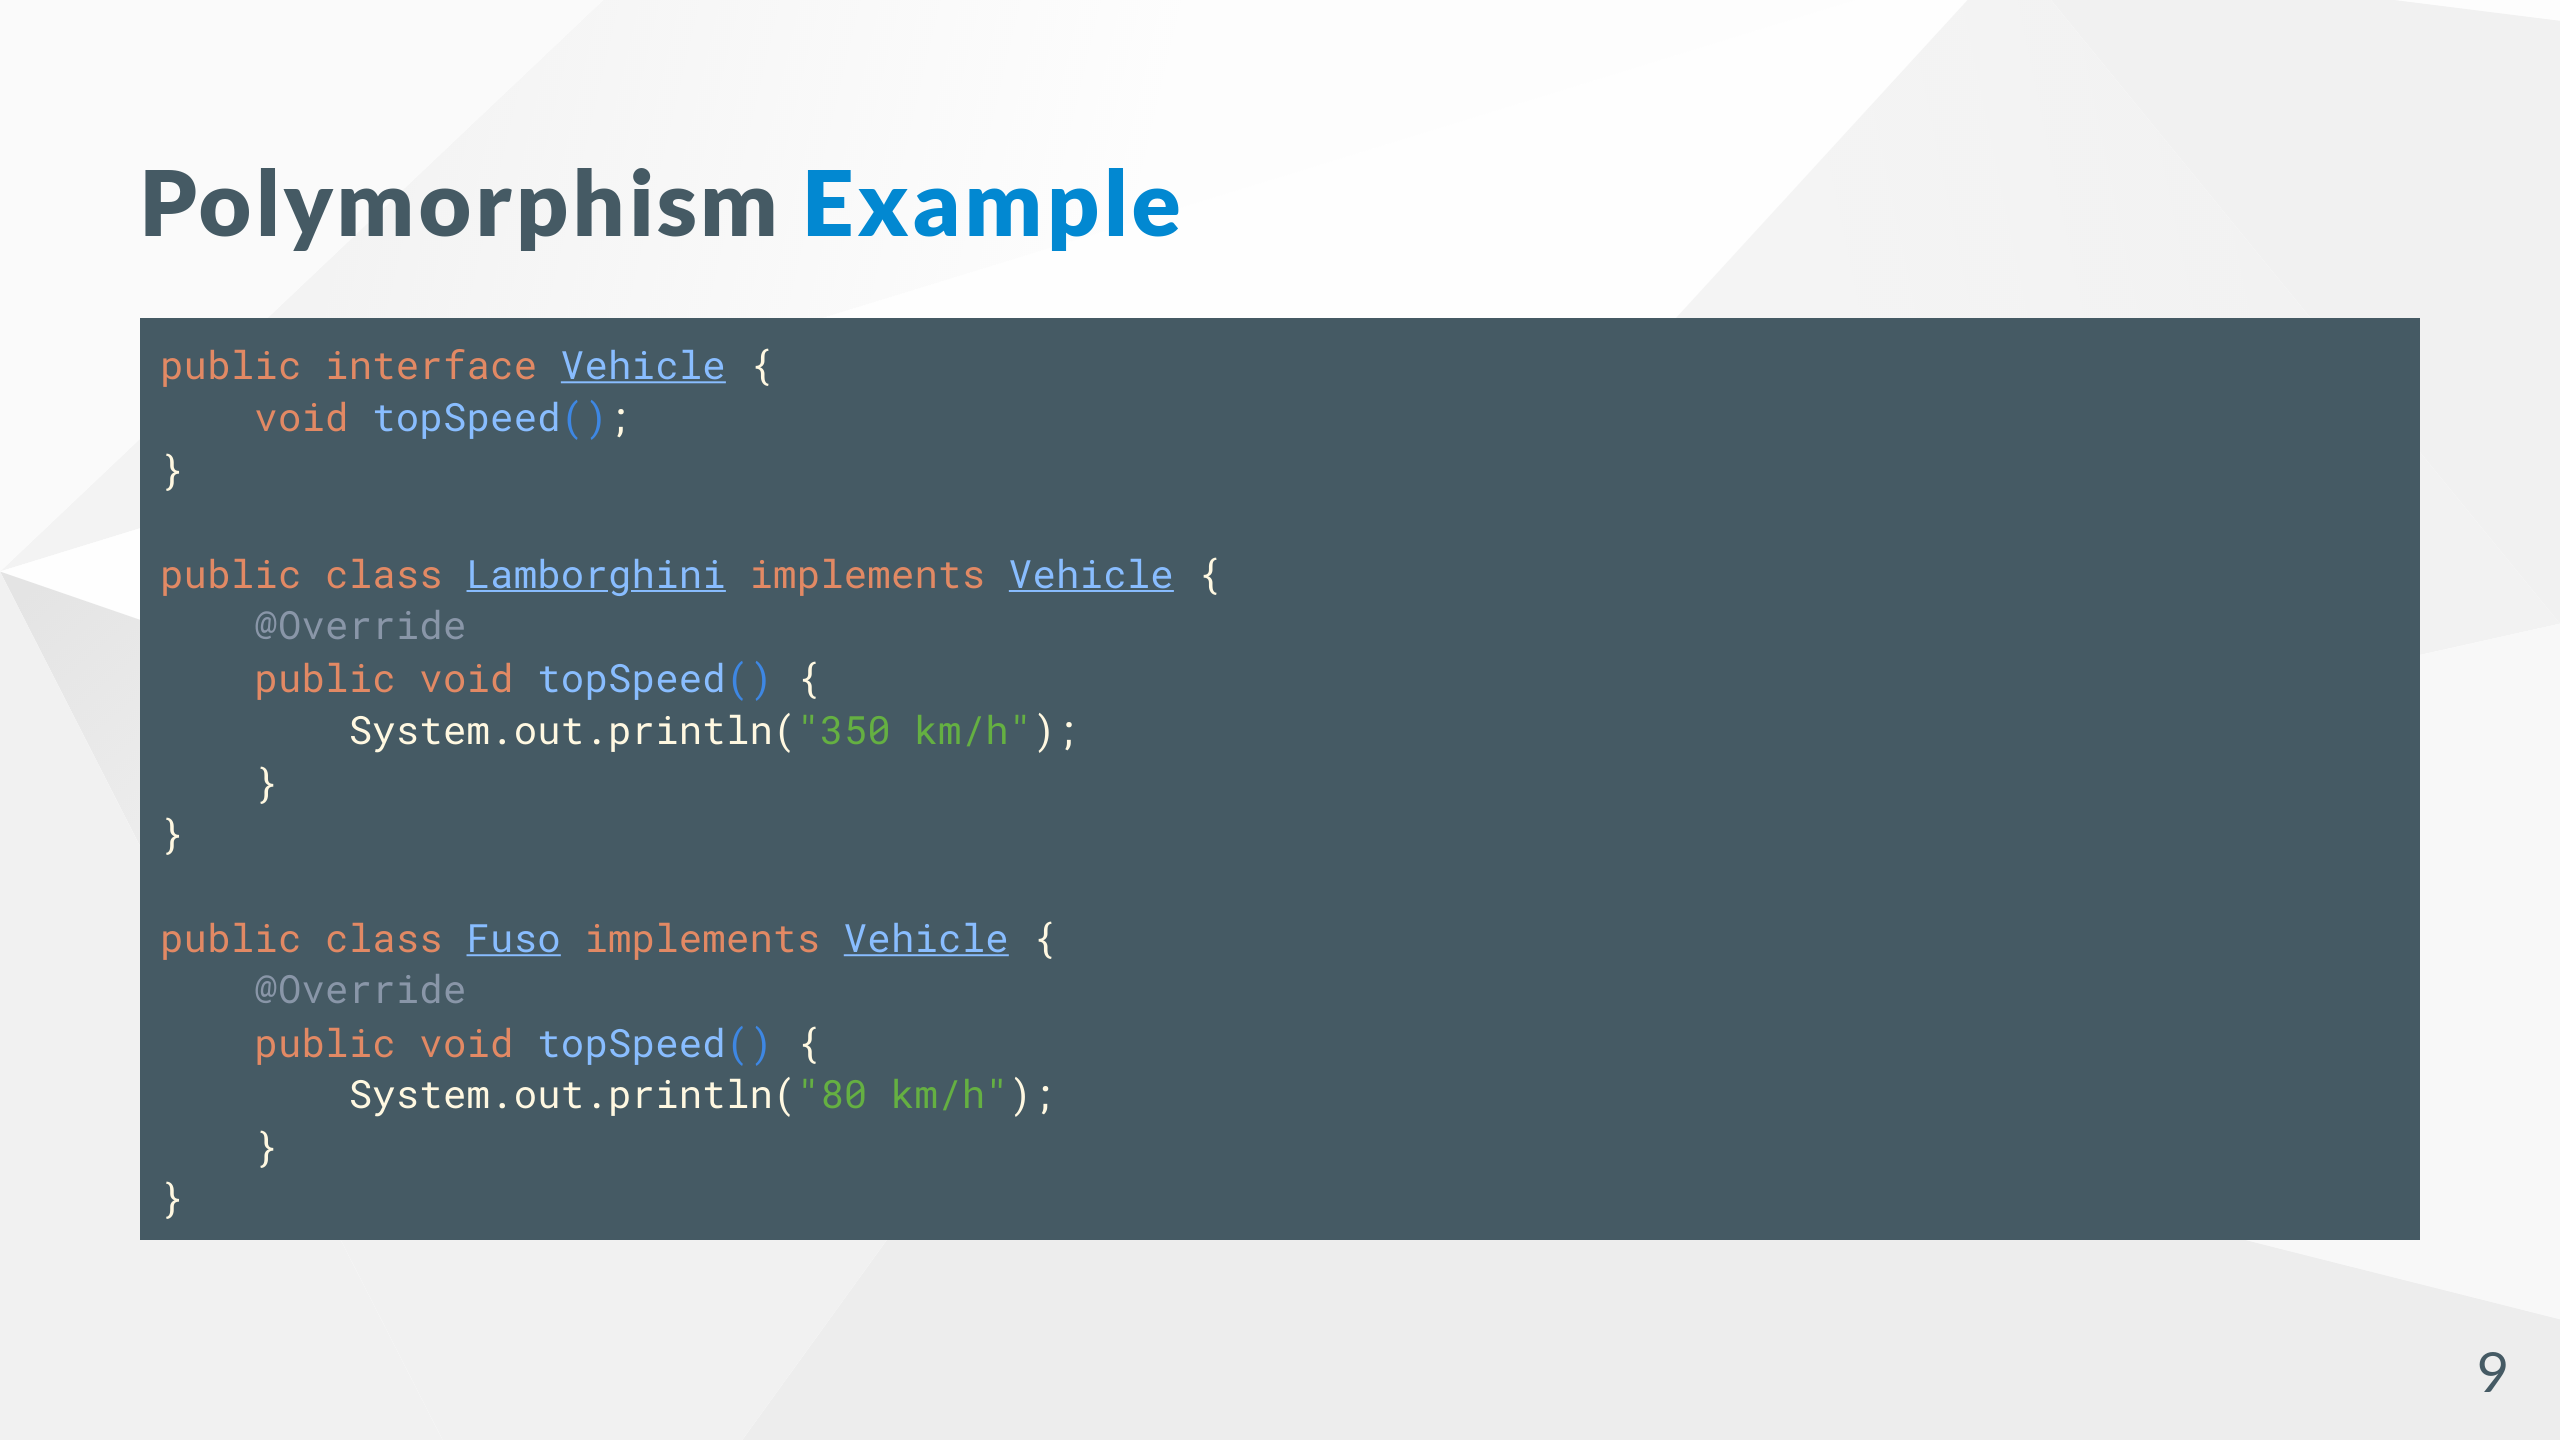 Polymorphism Example
public interface Vehicle {
    void topSpeed();
}
public class Lamborghini implements Vehicle {
    @Override
    public void topSpeed() {
        System.out.println("350 km/h");
    }
}
public class Fuso implements Vehicle {
    @Override
    public void topSpeed() {
        System.out.println("80 km/h");
    }
}
9